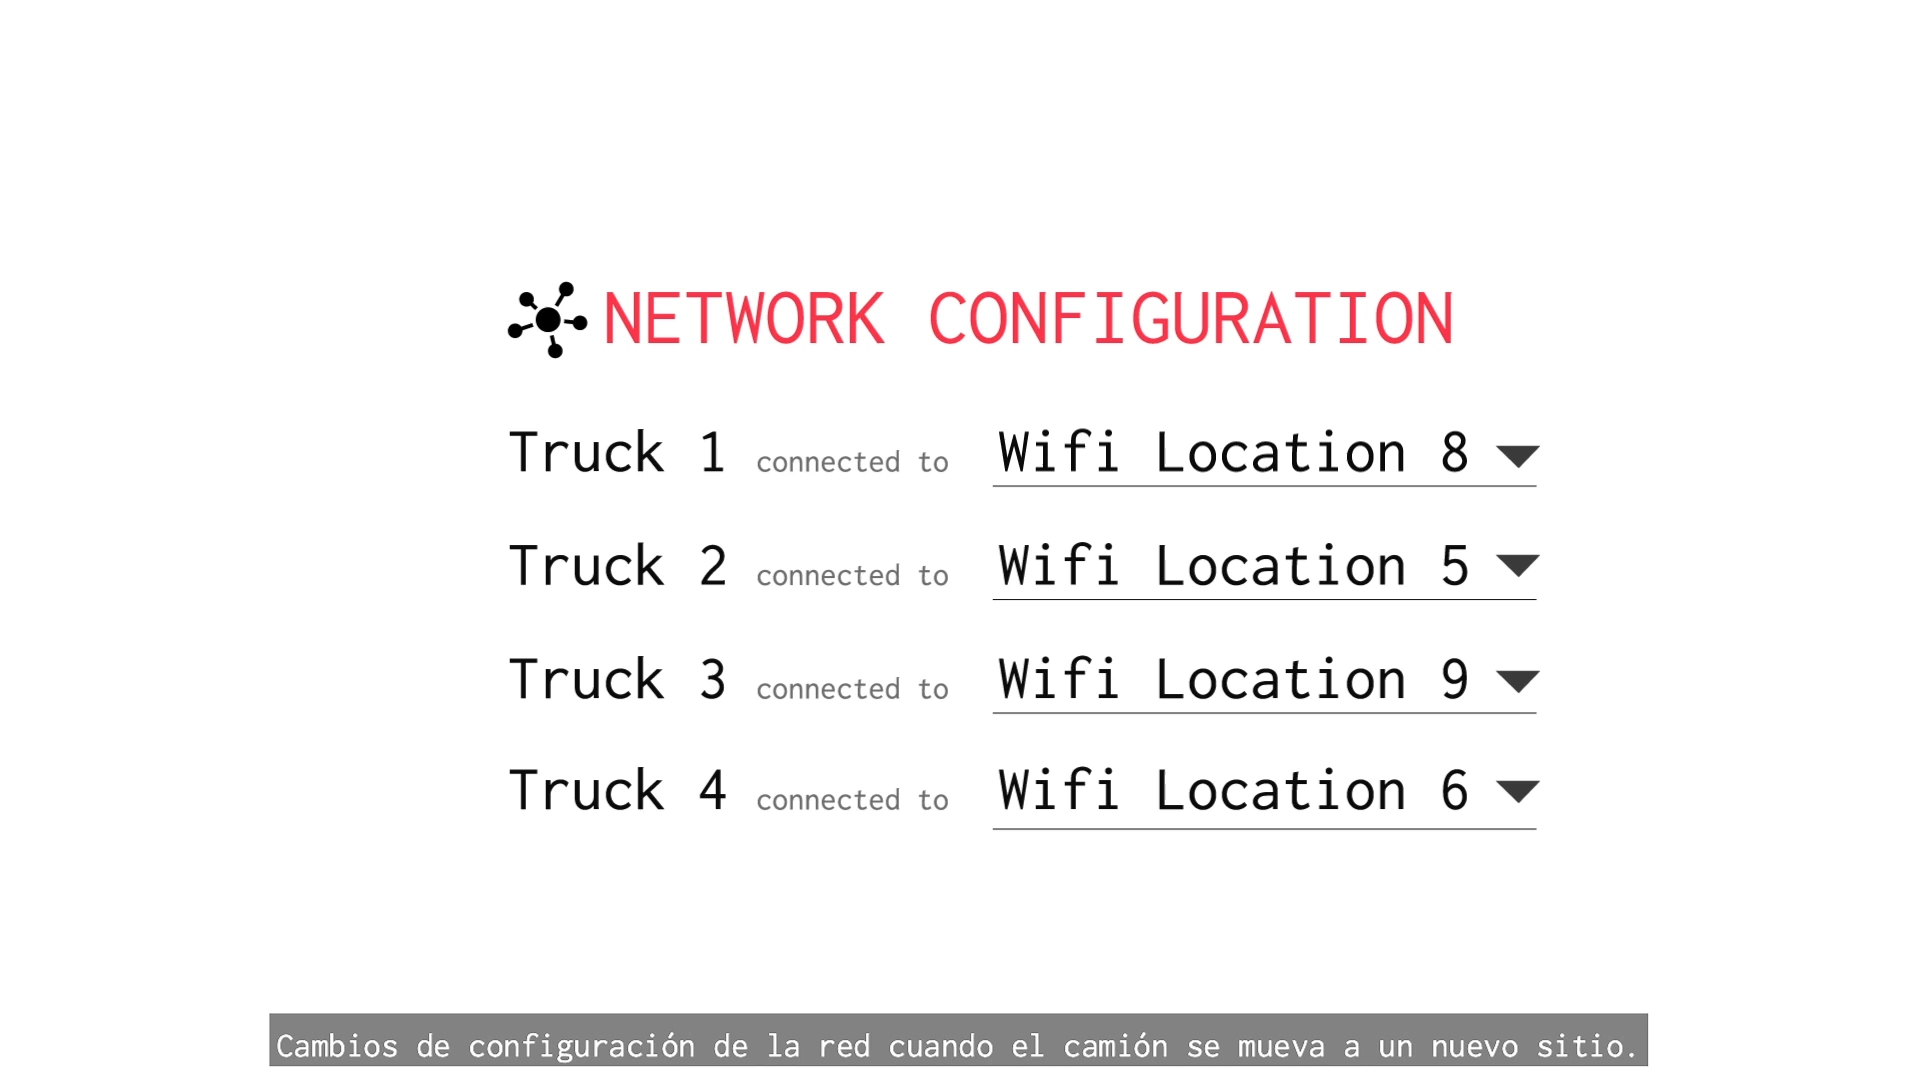 NETWORK CONFIGURATION
Truck 1 connected to Wifi Location 8
Truck 2 connected to Wifi Location 5
Truck 3 connected to Wifi Location 9
Truck 4 connected to Wifi Location 6
Cambios de configuración de la red cuando el camión se mueva a un nuevo sitio.